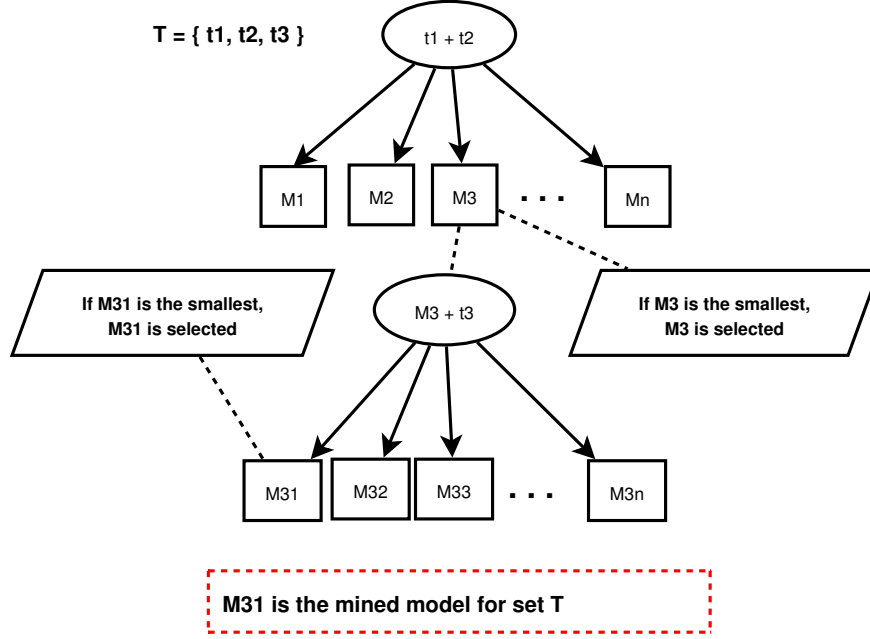 T = { t1, t2, t3 }
t1 + t2
M1
M2
M3
. . .
Mn
If M31 is the smallest,
M31 is selected
M3 + t3
If M3 is the smallest,
M3 is selected
M31
M32
M33
. . .
M3n
M31 is the mined model for set T